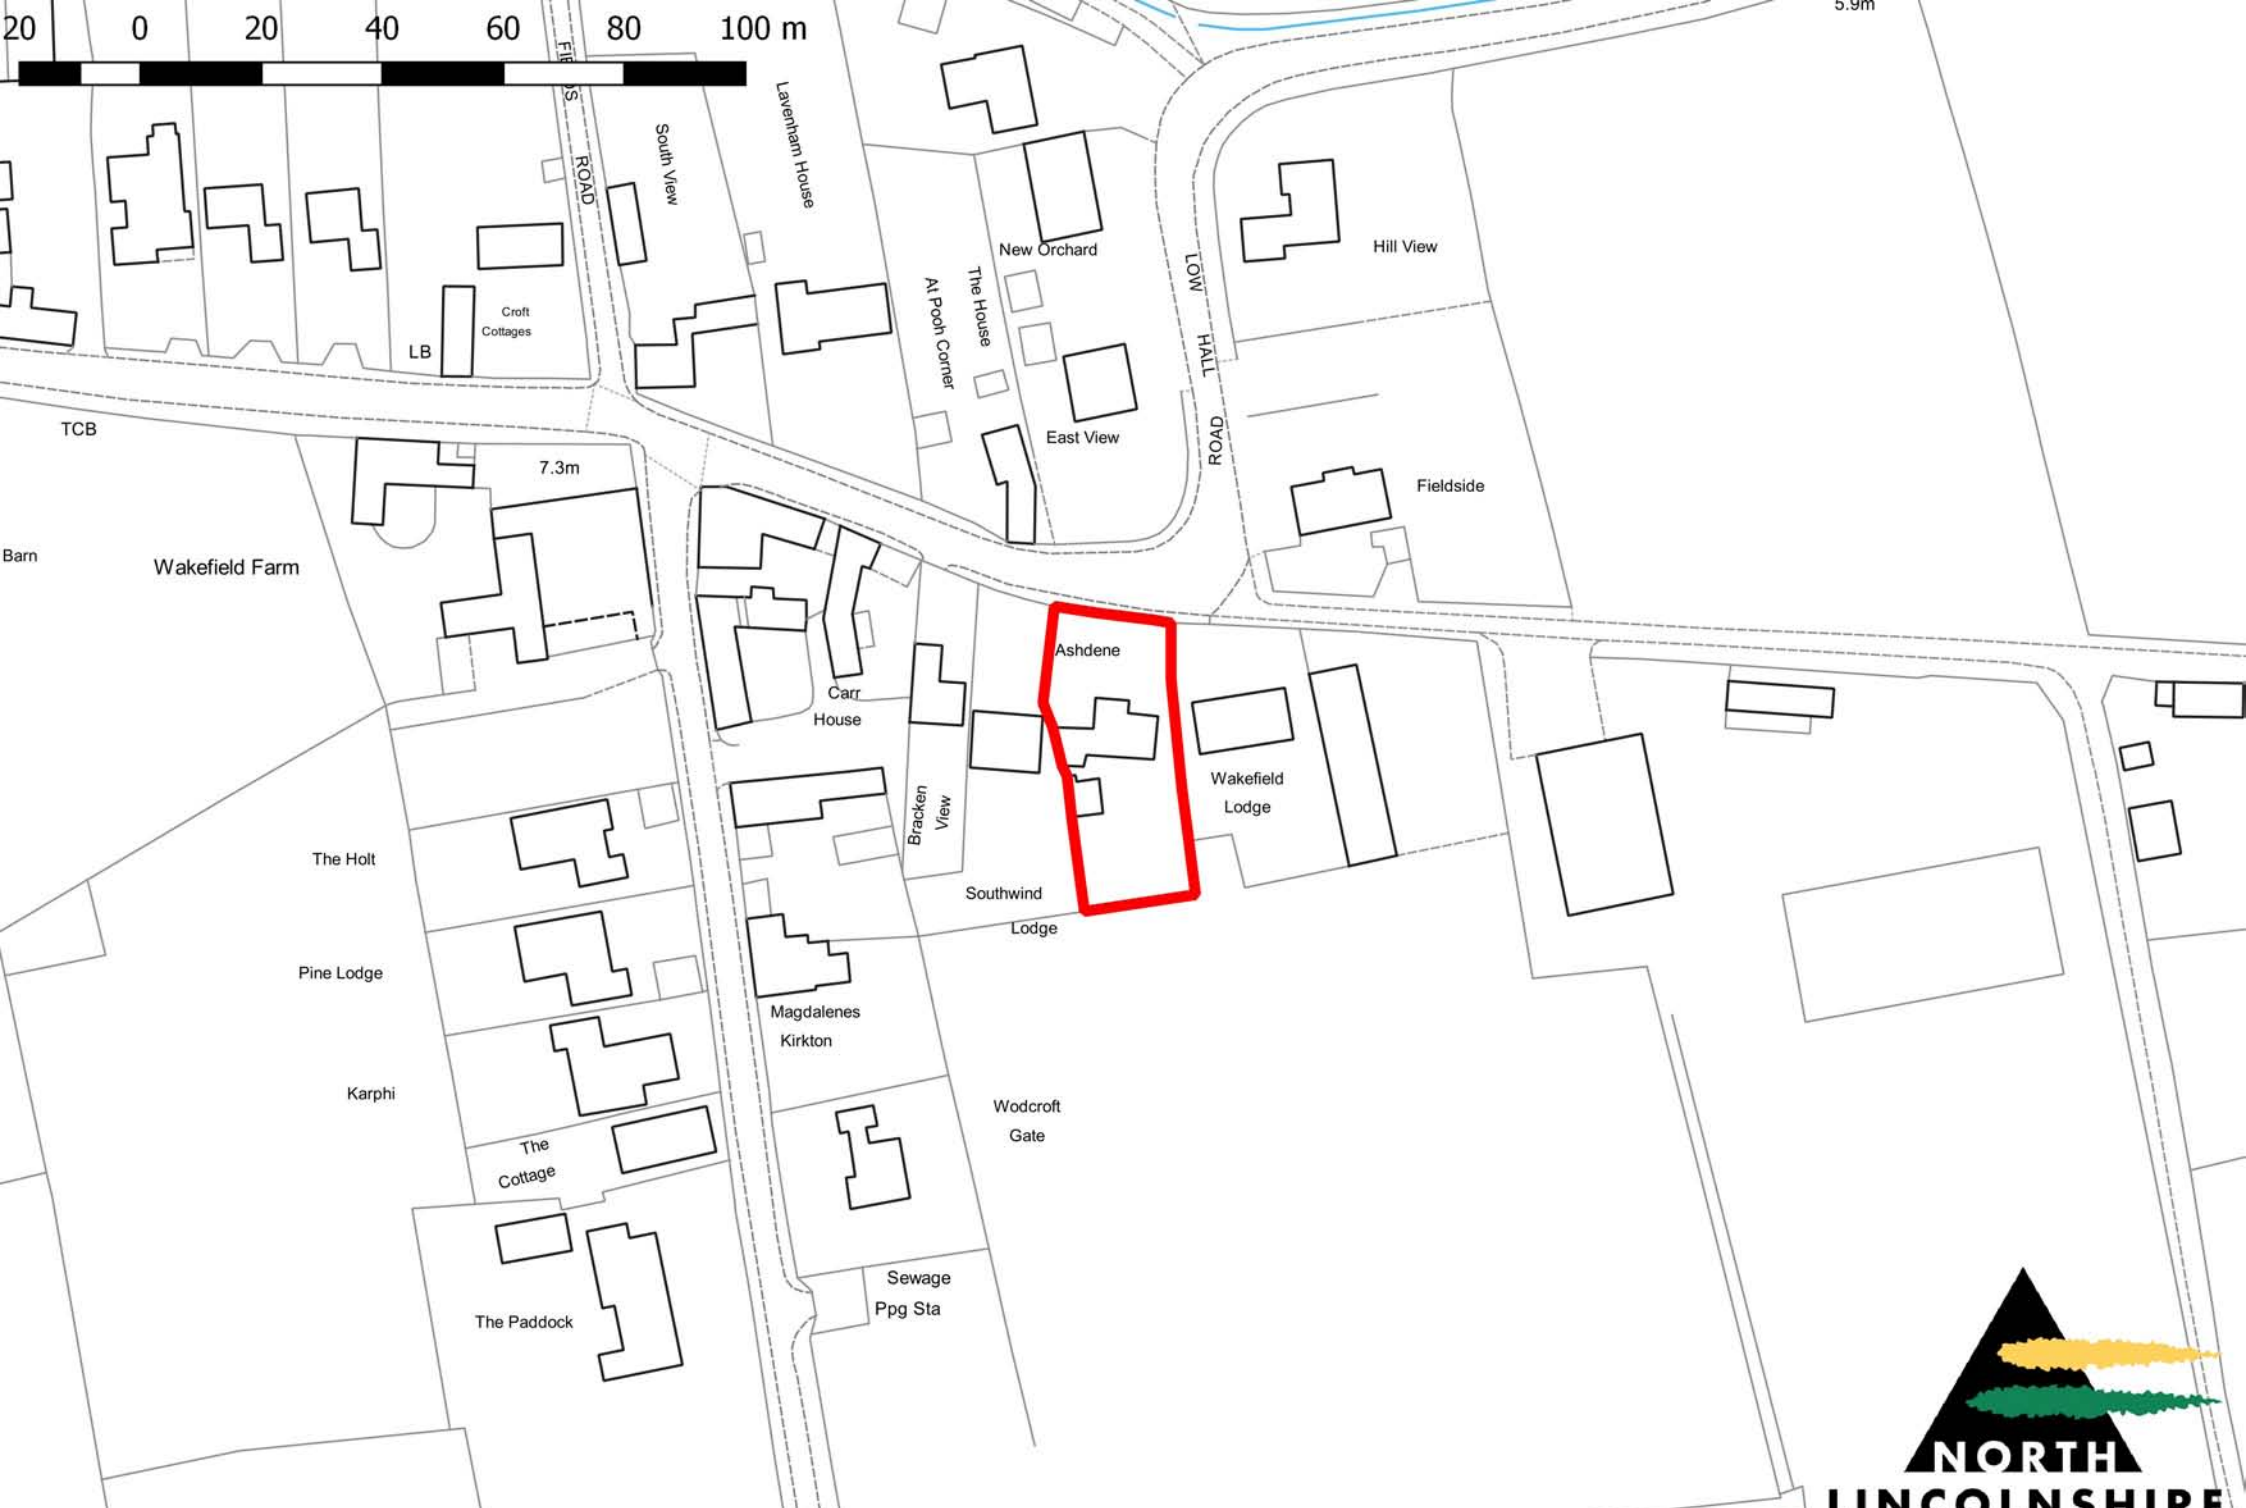 20 0 20 40 60 80 100 m
5.9m
ROAD
South View
Lavenham House
New Orchard
Hill View
LOW HALL ROAD
At Pooh Corner
The House
Croft
Cottages
LB
TCB
East View
7.3m
Fieldside
Barn
Wakefield Farm
Ashdene
Carr
House
Wakefield
Lodge
Bracken
View
The Holt
Southwind
Lodge
Pine Lodge
Magdalenes
Kirkton
Karphi
Wodcroft
Gate
The
Cottage
Sewage
Ppg Sta
The Paddock
NORTH
LINCOLNSHIRE